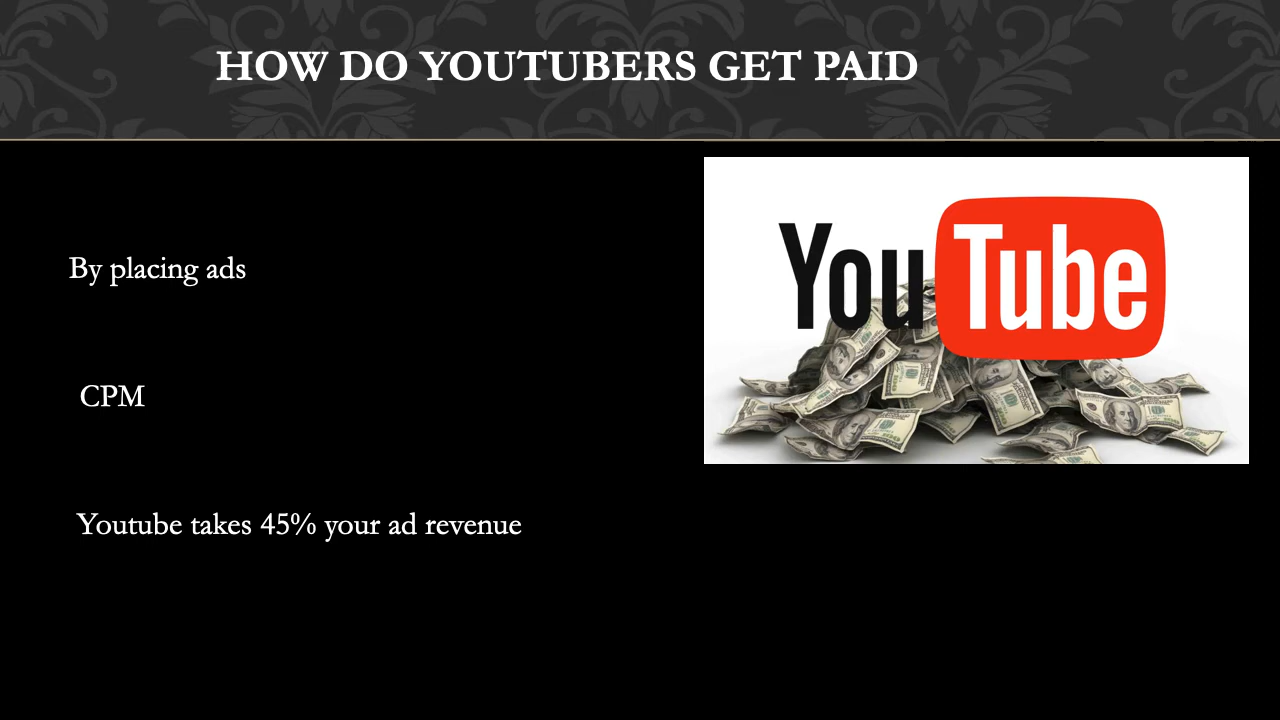 HOW DO YOUTUBERS GET PAID
By placing ads
CPM
Youtube takes 45% your ad revenue
YouTube